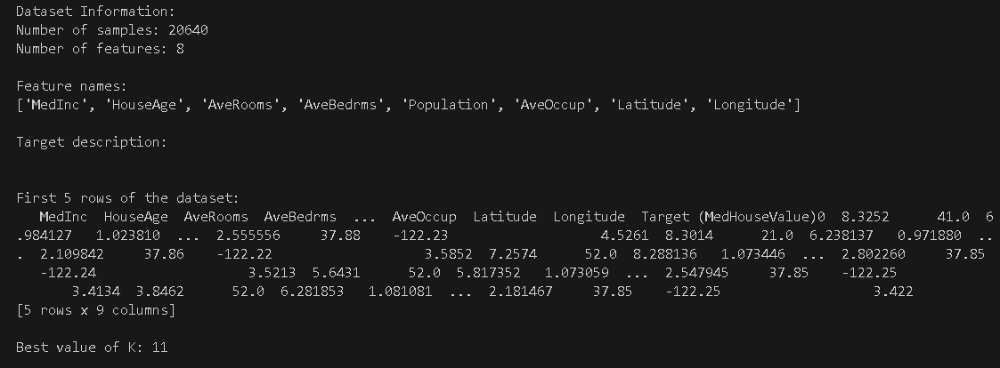 Dataset Information:
Number of samples: 20640
Number of features: 8
Feature names:
['MedInc', 'HouseAge', 'AveRooms', 'AveBedrms', 'Population', 'AveOccup', 'Latitude', 'Longitude']
Target description:
First 5 rows of the dataset:
MedInc HouseAge AveRooms AveBedrms ... AveOccup Latitude Longitude Target (MedHouseValue)0 8.3252 41.0 6
.984127 1.023810 ... 2.555556 37.88 -122.23 4.5261 8.3014 21.0 6.238137 0.971880 ..
. 2.109842 37.86 -122.22 3.5852 7.2574 52.0 8.288136 1.073446 ... 2.802260 37.85
-122.24 3.5213 5.6431 52.0 5.817352 1.073059 ... 2.547945 37.85 -122.25
3.4134 3.8462 52.0 6.281853 1.081081 ... 2.181467 37.85 -122.25 3.422
[5 rows x 9 columns]
Best value of K: 11